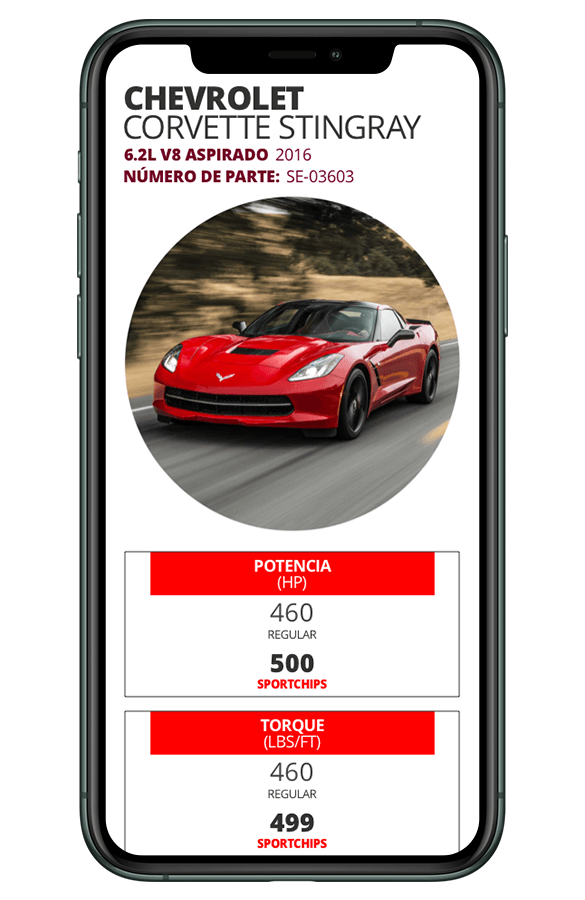 CHEVROLET
CORVETTE STINGRAY
6.2L V8 ASPIRADO 2016
NÚMERO DE PARTE: SE-03603
POTENCIA
(HP)
460
REGULAR
500
SPORTCHIPS
TORQUE
(LBS/FT)
460
REGULAR
499
SPORTCHIPS